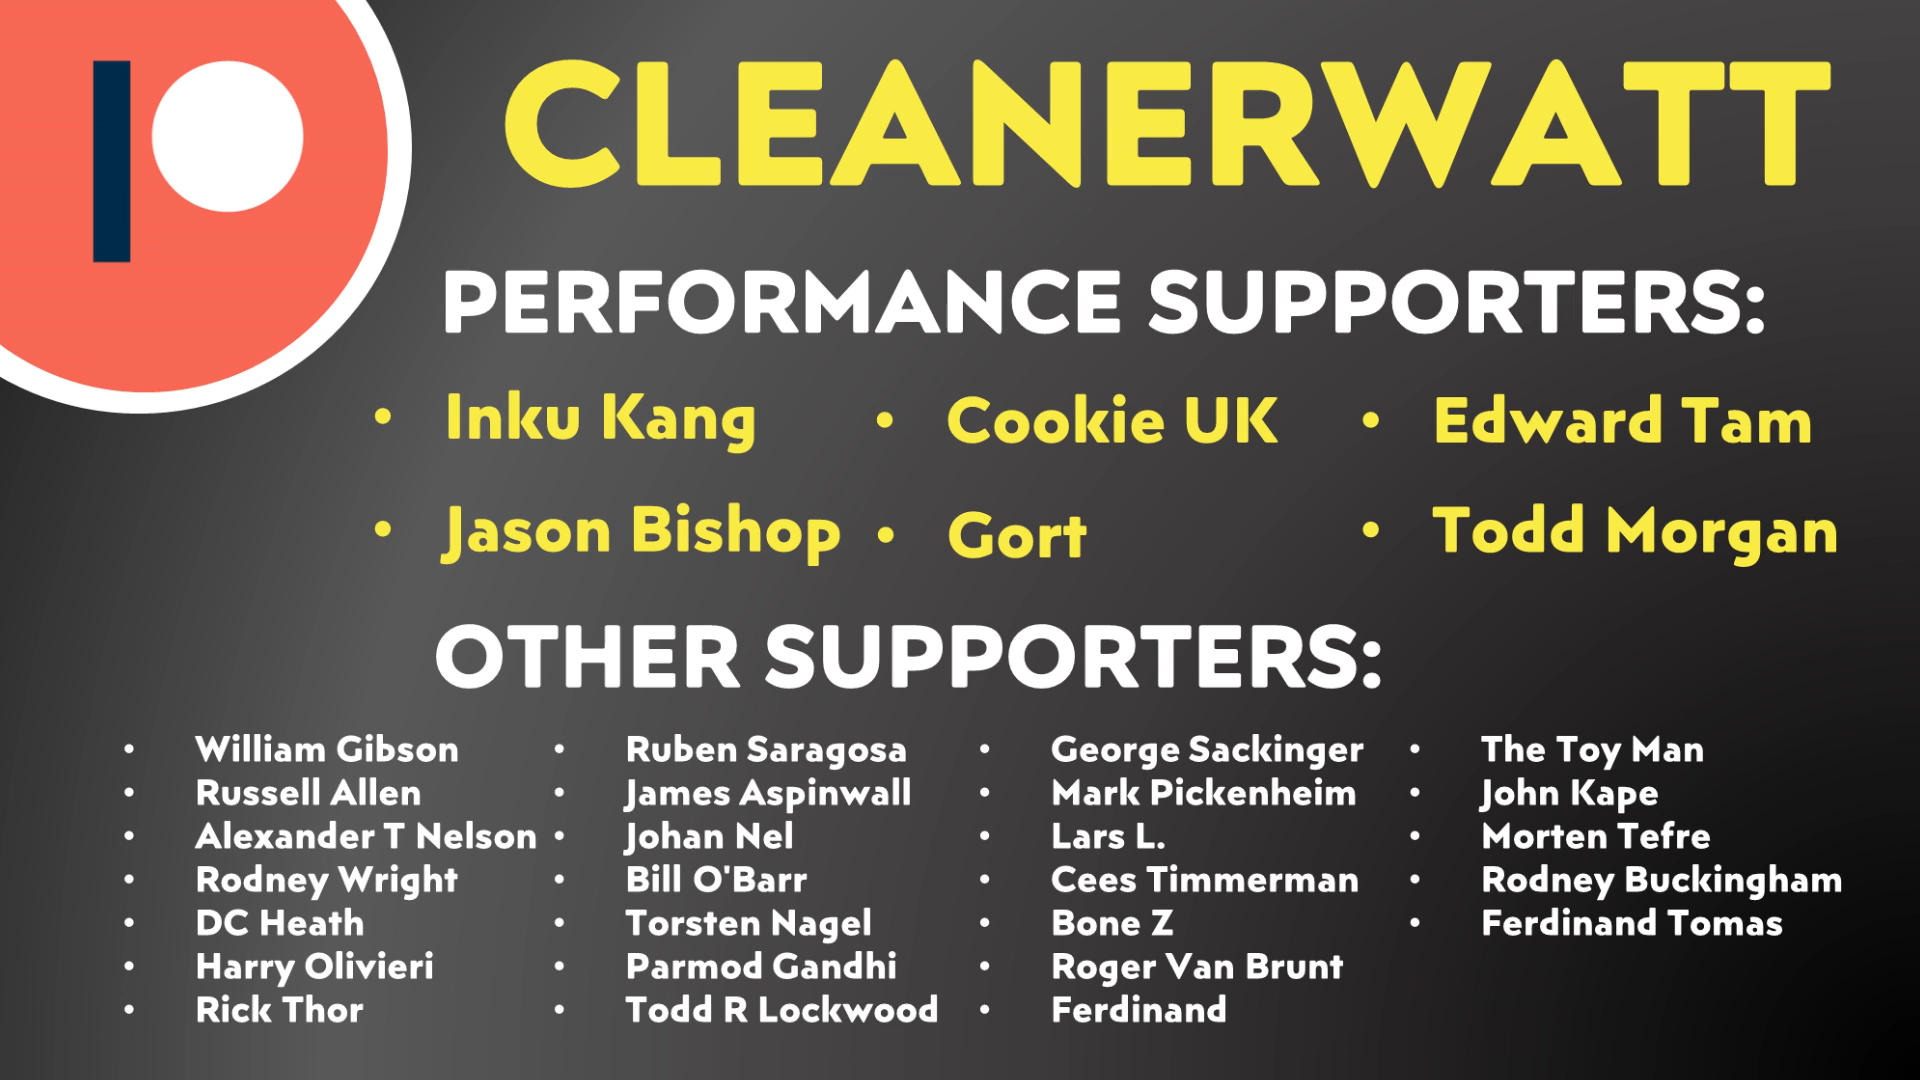 CLEANERWATT
PERFORMANCE SUPPORTERS:
• Inku Kang • Cookie UK • Edward Tam
• Jason Bishop • Gort • Todd Morgan
OTHER SUPPORTERS:
• William Gibson
• Russell Allen
• Alexander T Nelson
• Rodney Wright
• DC Heath
• Harry Olivieri
• Rick Thor
• Ruben Saragosa
• James Aspinwall
• Johan Nel
• Bill O'Barr
• Torsten Nagel
• Parmod Gandhi
• Todd R Lockwood
• George Sackinger
• Mark Pickenheim
• Lars L.
• Cees Timmerman
• Bone Z
• Roger Van Brunt
• Ferdinand
• The Toy Man
• John Kape
• Morten Tefre
• Rodney Buckingham
• Ferdinand Tomas